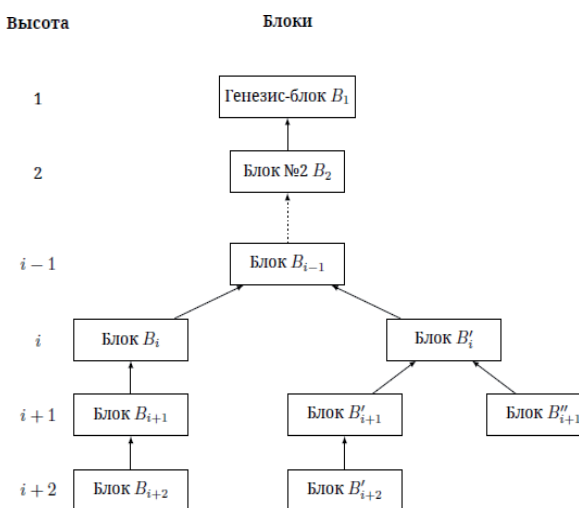 Высота Блоки
1 Генезис-блок B₁
2 Блок №2 B₂
i − 1 Блок Bᵢ₋₁
i Блок Bᵢ Блок B′ᵢ
i + 1 Блок Bᵢ₊₁ Блок B′ᵢ₊₁ Блок B″ᵢ₊₁
i + 2 Блок Bᵢ₊₂ Блок B′ᵢ₊₂